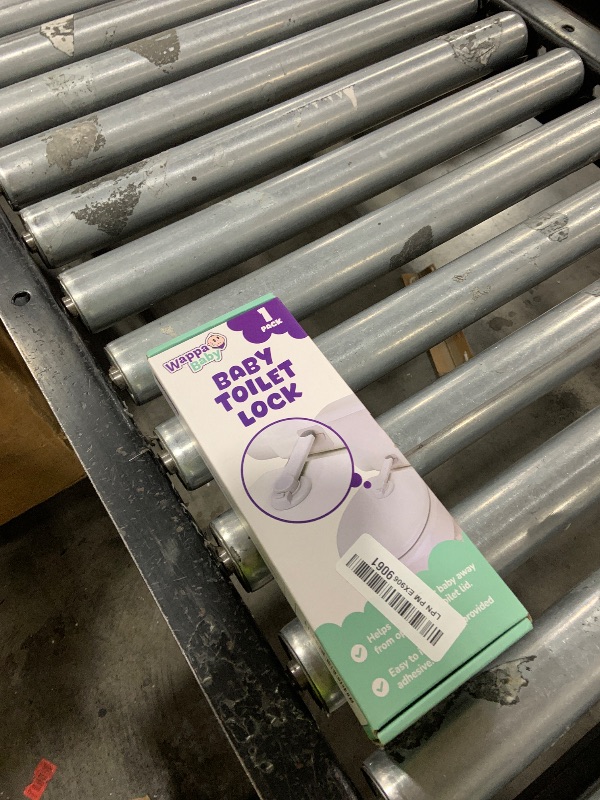 Wappa
Baby
1
PACK
BABY
TOILET
LOCK
LPN PM EX906 9061
Helps baby away
from toilet lid.
Easy to provided
adhesive